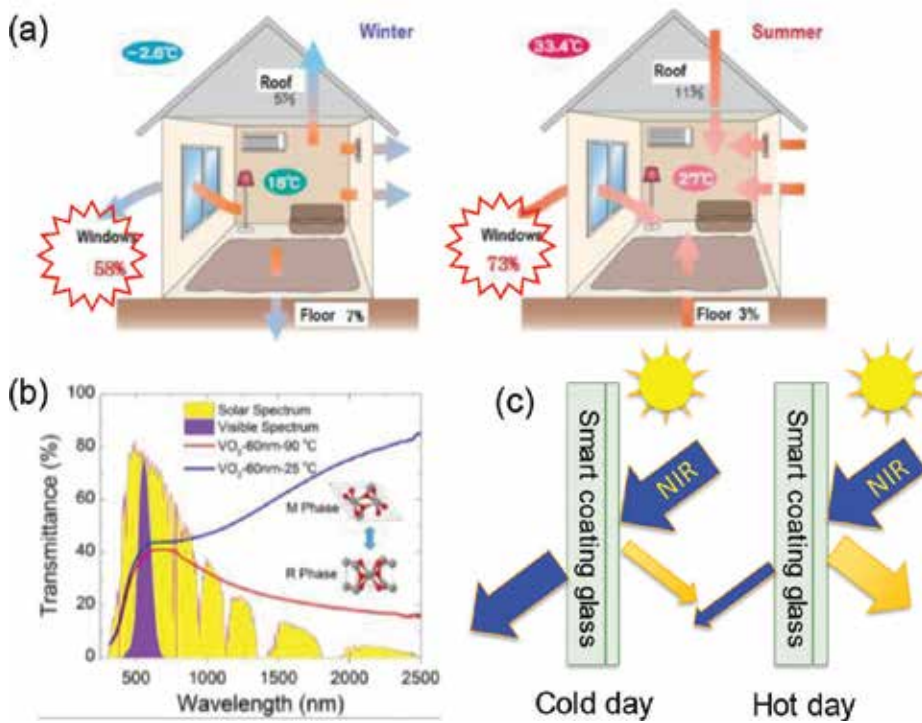 (a)
-2.6℃
Winter
Roof
5%
18℃
Windows
58%
Floor 7%
33.4℃
Summer
Roof
11%
27℃
Windows
73%
Floor 3%
(b)
100
80
60
40
20
0
Transmittance (%)
Solar Spectrum
Visible Spectrum
VO₂-60nm-90 °C
VO₂-60nm-25 °C
M Phase
R Phase
500
1000
1500
2000
2500
Wavelength (nm)
(c)
NIR
Smart coating glass
Cold day
NIR
Smart coating glass
Hot day